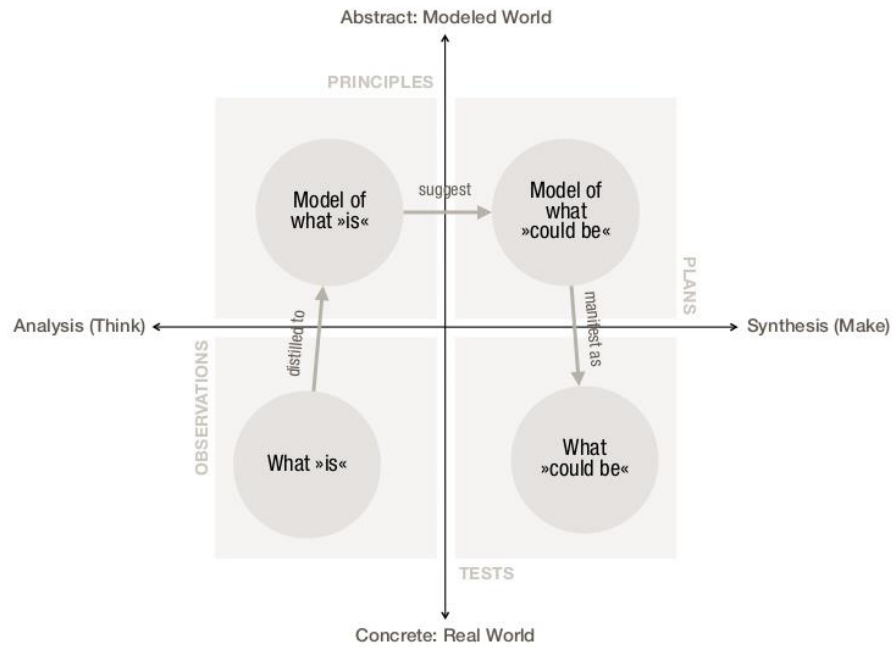 Abstract: Modeled World
PRINCIPLES
Model of
what »is«
suggest
Model of
what
»could be«
PLANS
distilled to
manifest as
Analysis (Think)
Synthesis (Make)
OBSERVATIONS
What »is«
What
»could be«
TESTS
Concrete: Real World